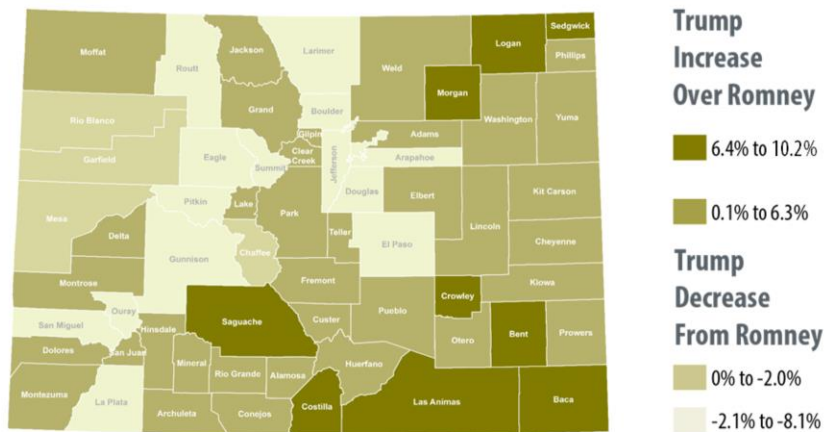 Moffat
Routt
Jackson
Larimer
Weld
Logan
Sedgwick
Phillips
Morgan
Grand
Boulder
Washington
Yuma
Rio Blanco
Gilpin
Adams
Garfield
Eagle
Clear
Creek
Summit
Jefferson
Arapahoe
Douglas
Elbert
Kit Carson
Pitkin
Lake
Park
Lincoln
Mesa
Delta
Teller
El Paso
Cheyenne
Gunnison
Chaffee
Fremont
Kiowa
Montrose
Crowley
Ouray
Pueblo
San Miguel
Saguache
Custer
Otero
Bent
Prowers
Hinsdale
Dolores
San Juan
Mineral
Rio Grande
Alamosa
Huerfano
Montezuma
La Plata
Archuleta
Conejos
Costilla
Las Animas
Baca
Trump
Increase
Over Romney
6.4% to 10.2%
0.1% to 6.3%
Trump
Decrease
From Romney
0% to -2.0%
-2.1% to -8.1%